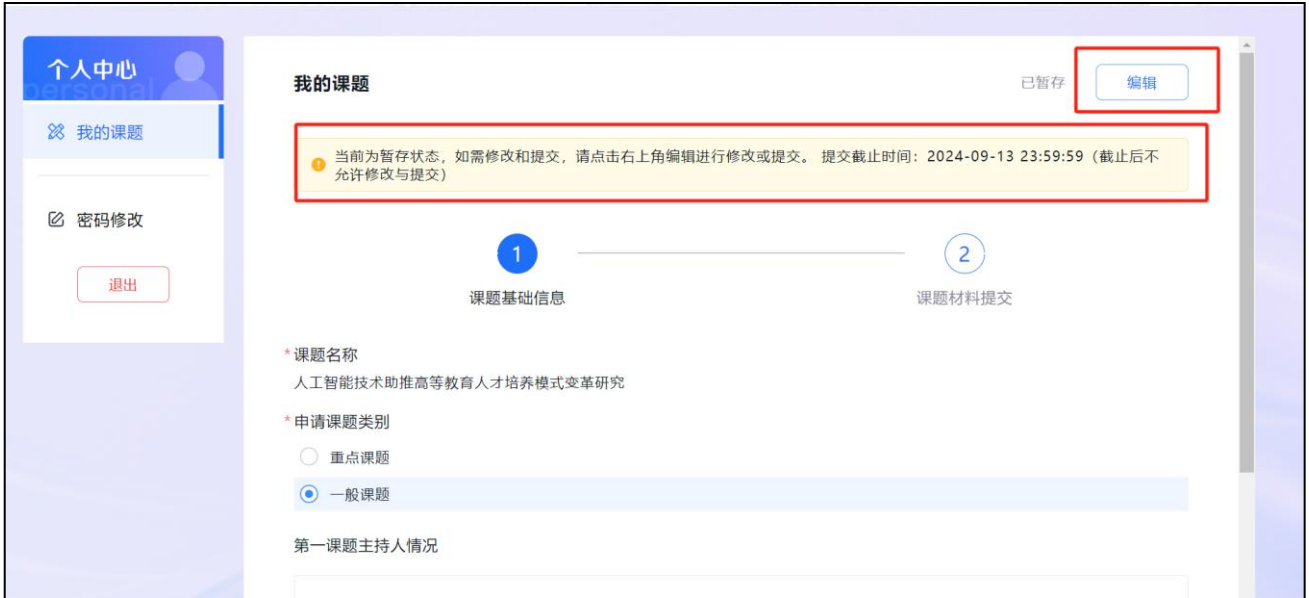 个人中心
personal
我的课题
密码修改
退出
我的课题
已暂存
编辑
当前为暂存状态，如需修改和提交，请点击右上角编辑进行修改或提交。 提交截止时间：2024-09-13 23:59:59（截止后不
允许修改与提交）
1
2
课题基础信息
课题材料提交
*课题名称
人工智能技术助推高等教育人才培养模式变革研究
*申请课题类别
重点课题
一般课题
第一课题主持人情况